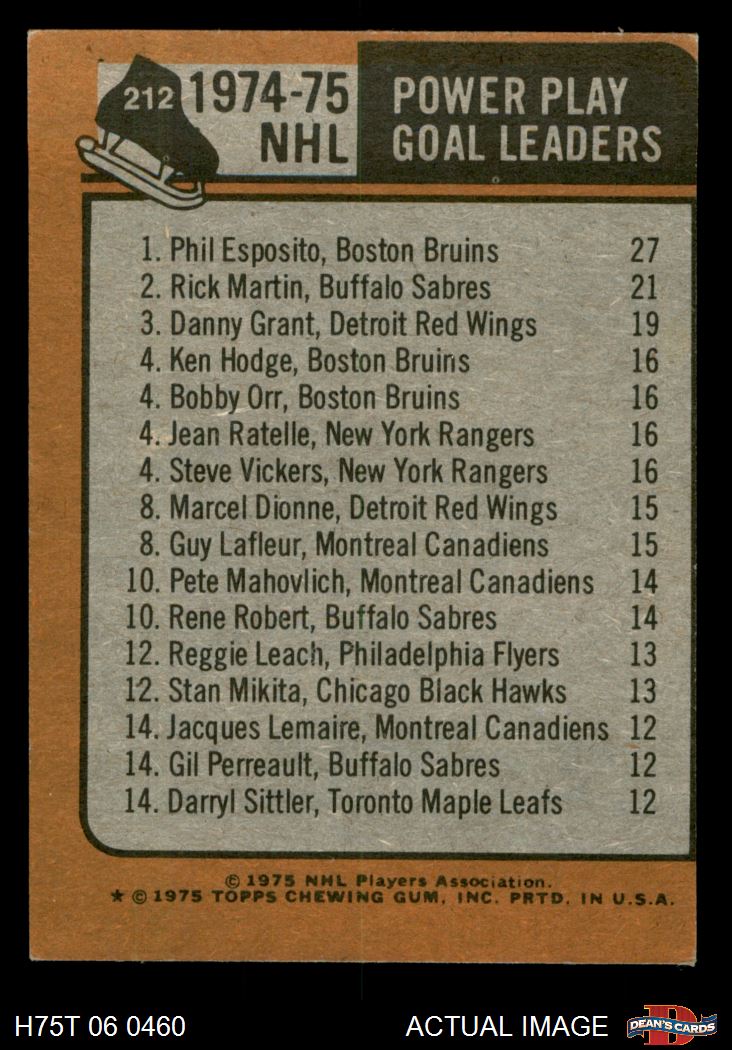 212 1974-75 NHL
POWER PLAY GOAL LEADERS
1. Phil Esposito, Boston Bruins 27
2. Rick Martin, Buffalo Sabres 21
3. Danny Grant, Detroit Red Wings 19
4. Ken Hodge, Boston Bruins 16
4. Bobby Orr, Boston Bruins 16
4. Jean Ratelle, New York Rangers 16
4. Steve Vickers, New York Rangers 16
8. Marcel Dionne, Detroit Red Wings 15
8. Guy Lafleur, Montreal Canadiens 15
10. Pete Mahovlich, Montreal Canadiens 14
10. Rene Robert, Buffalo Sabres 14
12. Reggie Leach, Philadelphia Flyers 13
12. Stan Mikita, Chicago Black Hawks 13
14. Jacques Lemaire, Montreal Canadiens 12
14. Gil Perreault, Buffalo Sabres 12
14. Darryl Sittler, Toronto Maple Leafs 12
© 1975 NHL Players Association.
★ © 1975 TOPPS CHEWING GUM, INC. PRTD. IN U.S.A.
H75T 06 0460 ACTUAL IMAGE D DEAN'S CARDS